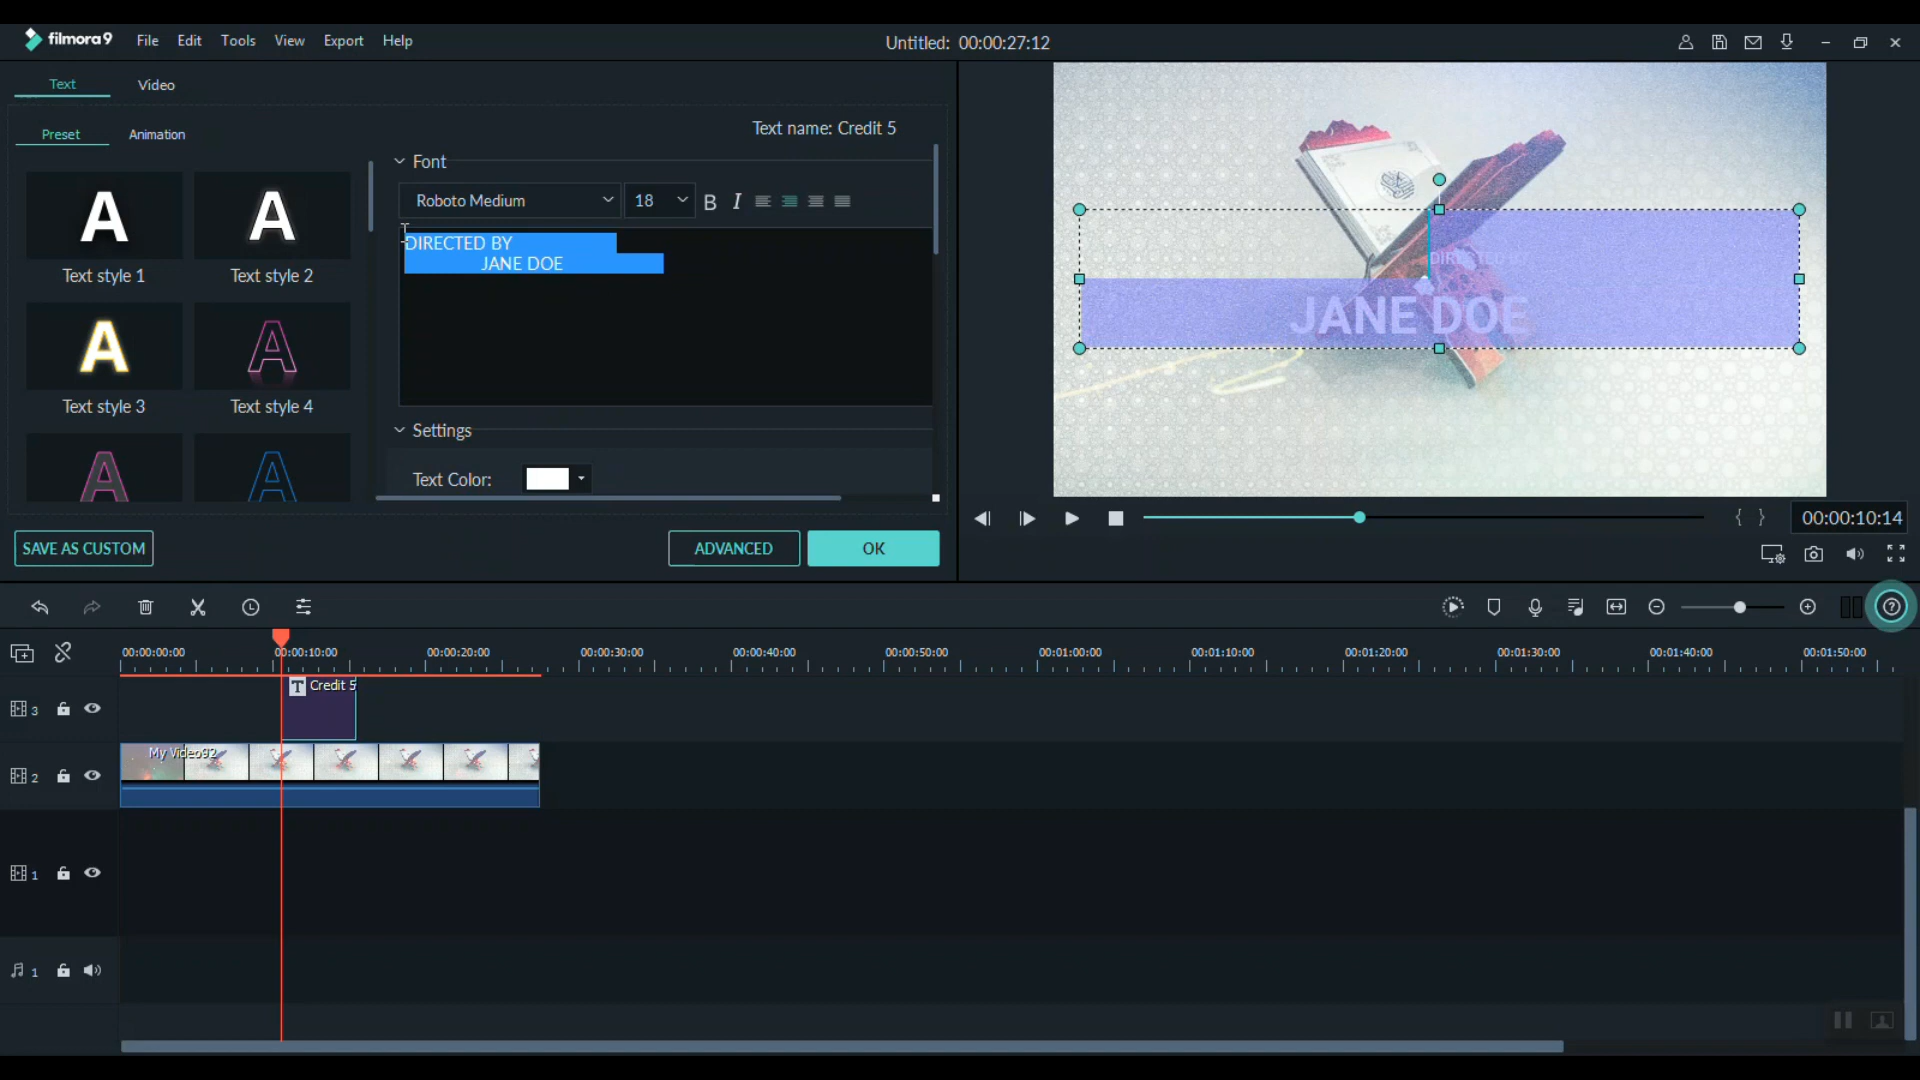 filmora9 File Edit Tools View Export Help
Untitled: 00:00:27:12
Text Video
Preset Animation
Text name: Credit 5
Font
Roboto Medium 18 B I
DIRECTED BY
JANE DOE
A A
Text style 1 Text style 2
A A
Text style 3 Text style 4
A A
Settings
Text Color:
SAVE AS CUSTOM ADVANCED OK
JANE DOE
{ } 00:00:10:14
00:00:00:00 00:00:10:00 00:00:20:00 00:00:30:00 00:00:40:00 00:00:50:00 00:01:00:00 00:01:10:00 00:01:20:00 00:01:30:00 00:01:40:00 00:01:50:00
3 T Credit 5
2 My Video92
1
1